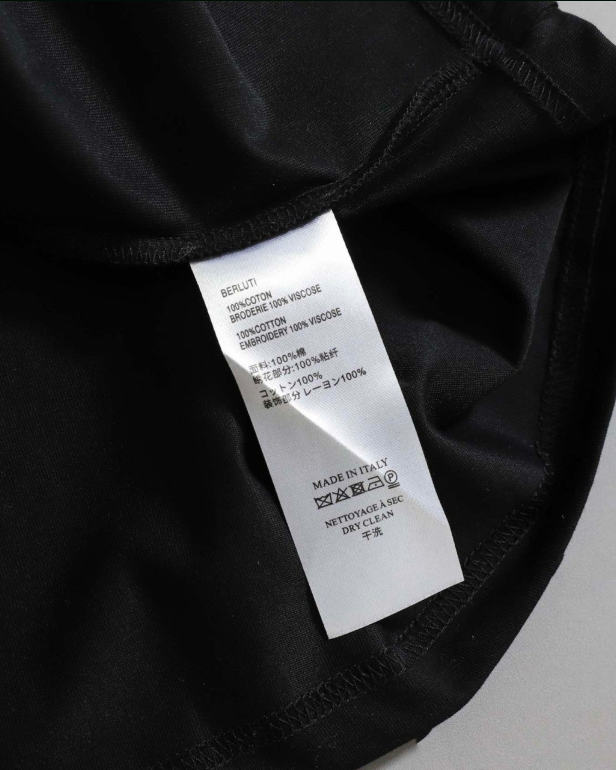 BERLUTI
100%COTON
BRODERIE 100% VISCOSE
100%COTTON
EMBROIDERY 100% VISCOSE
面料:100%棉
绣花部分:100%粘纤
コットン100%
装飾部分 レーヨン100%
MADE IN ITALY
P
NETTOYAGE À SEC
DRY CLEAN
干洗